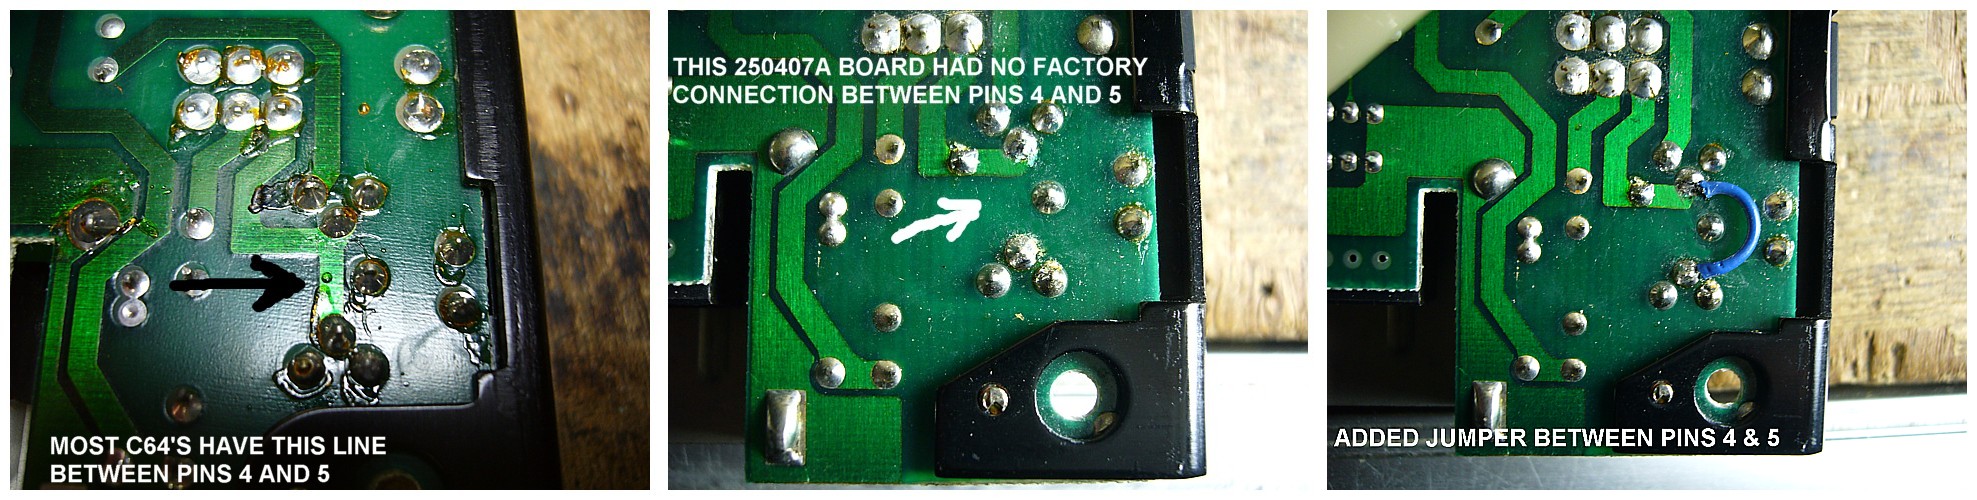 MOST C64'S HAVE THIS LINE
BETWEEN PINS 4 AND 5
THIS 250407A BOARD HAD NO FACTORY
CONNECTION BETWEEN PINS 4 AND 5
ADDED JUMPER BETWEEN PINS 4 & 5